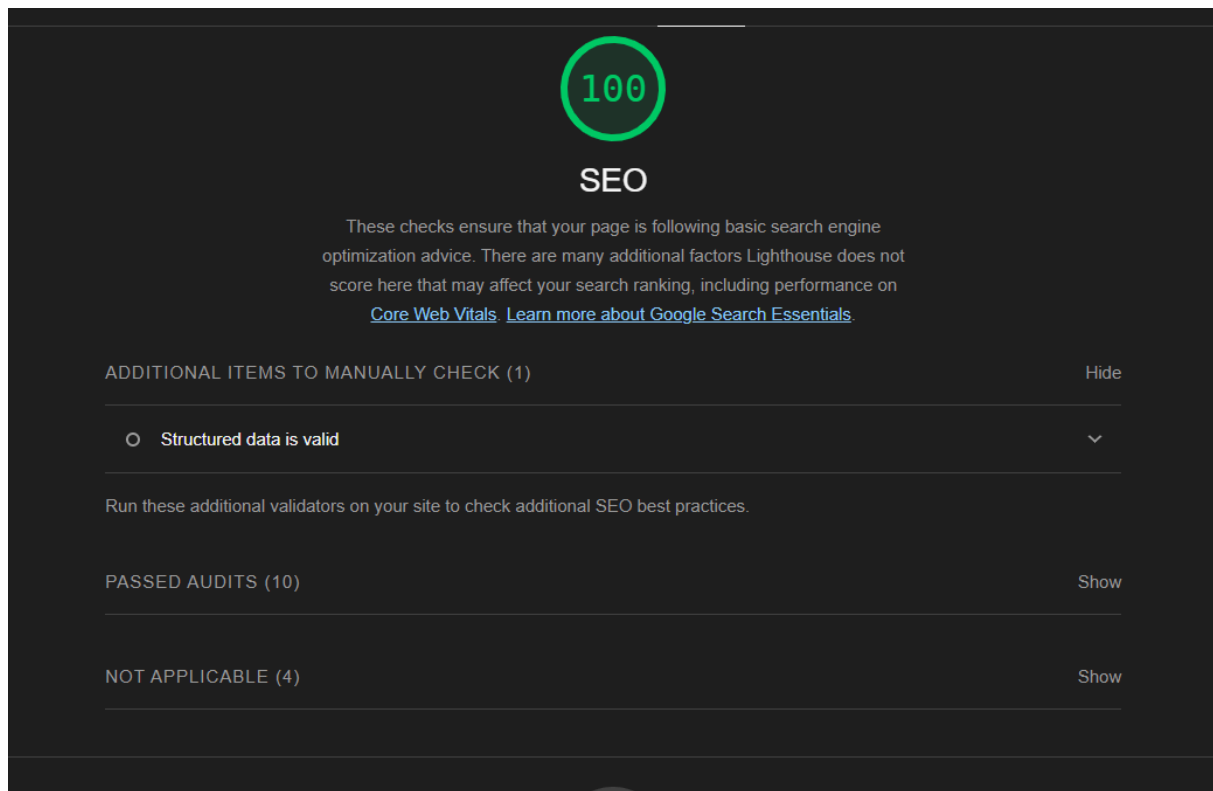 100
SEO
These checks ensure that your page is following basic search engine
optimization advice. There are many additional factors Lighthouse does not
score here that may affect your search ranking, including performance on
Core Web Vitals. Learn more about Google Search Essentials.
ADDITIONAL ITEMS TO MANUALLY CHECK (1) Hide
Structured data is valid
Run these additional validators on your site to check additional SEO best practices.
PASSED AUDITS (10) Show
NOT APPLICABLE (4) Show